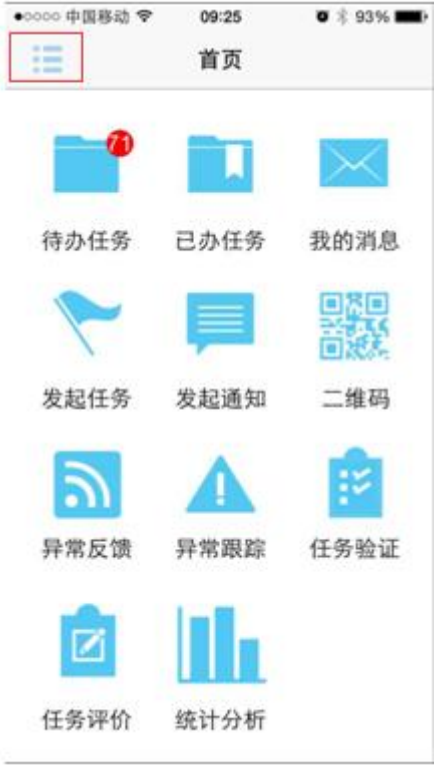 中国移动 09:25 93%
首页
71
待办任务 已办任务 我的消息
发起任务 发起通知 二维码
异常反馈 异常跟踪 任务验证
任务评价 统计分析